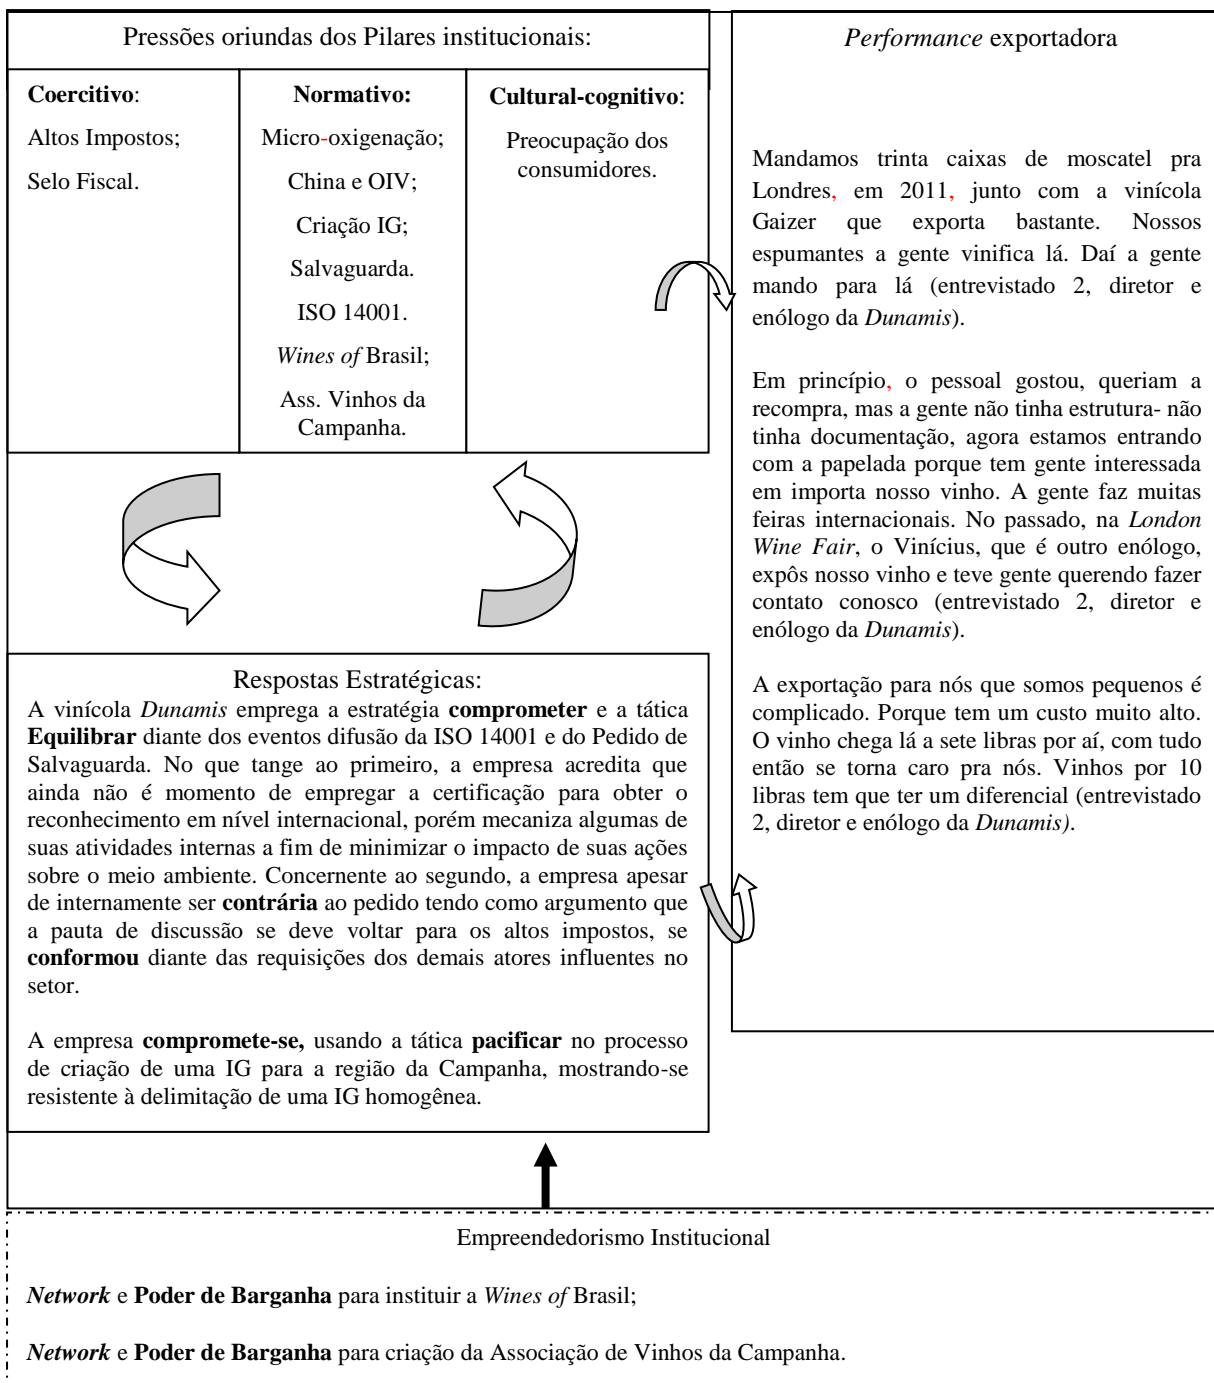 Pressões oriundas dos Pilares institucionais:
Coercitivo:
Altos Impostos;
Selo Fiscal.
Normativo:
Micro-oxigenação;
China e OIV;
Criação IG;
Salvaguarda.
ISO 14001.
Wines of Brasil;
Ass. Vinhos da
Campanha.
Cultural-cognitivo:
Preocupação dos
consumidores.
Performance exportadora
Mandamos trinta caixas de moscatel pra
Londres, em 2011, junto com a vinícola
Gaizer que exporta bastante. Nossos
espumantes a gente vinifica lá. Daí a gente
mando para lá (entrevistado 2, diretor e
enólogo da Dunamis).
Em princípio, o pessoal gostou, queriam a
recompra, mas a gente não tinha estrutura- não
tinha documentação, agora estamos entrando
com a papelada porque tem gente interessada
em importa nosso vinho. A gente faz muitas
feiras internacionais. No passado, na London
Wine Fair, o Vinícius, que é outro enólogo,
expôs nosso vinho e teve gente querendo fazer
contato conosco (entrevistado 2, diretor e
enólogo da Dunamis).
A exportação para nós que somos pequenos é
complicado. Porque tem um custo muito alto.
O vinho chega lá a sete libras por aí, com tudo
então se torna caro pra nós. Vinhos por 10
libras tem que ter um diferencial (entrevistado
2, diretor e enólogo da Dunamis).
Respostas Estratégicas:
A vinícola Dunamis emprega a estratégia comprometer e a tática
Equilibrar diante dos eventos difusão da ISO 14001 e do Pedido de
Salvaguarda. No que tange ao primeiro, a empresa acredita que
ainda não é momento de empregar a certificação para obter o
reconhecimento em nível internacional, porém mecaniza algumas de
suas atividades internas a fim de minimizar o impacto de suas ações
sobre o meio ambiente. Concernente ao segundo, a empresa apesar
de internamente ser contrária ao pedido tendo como argumento que
a pauta de discussão se deve voltar para os altos impostos, se
conformou diante das requisições dos demais atores influentes no
setor.
A empresa compromete-se, usando a tática pacificar no processo
de criação de uma IG para a região da Campanha, mostrando-se
resistente à delimitação de uma IG homogênea.
Empreendedorismo Institucional
Network e Poder de Barganha para instituir a Wines of Brasil;
Network e Poder de Barganha para criação da Associação de Vinhos da Campanha.